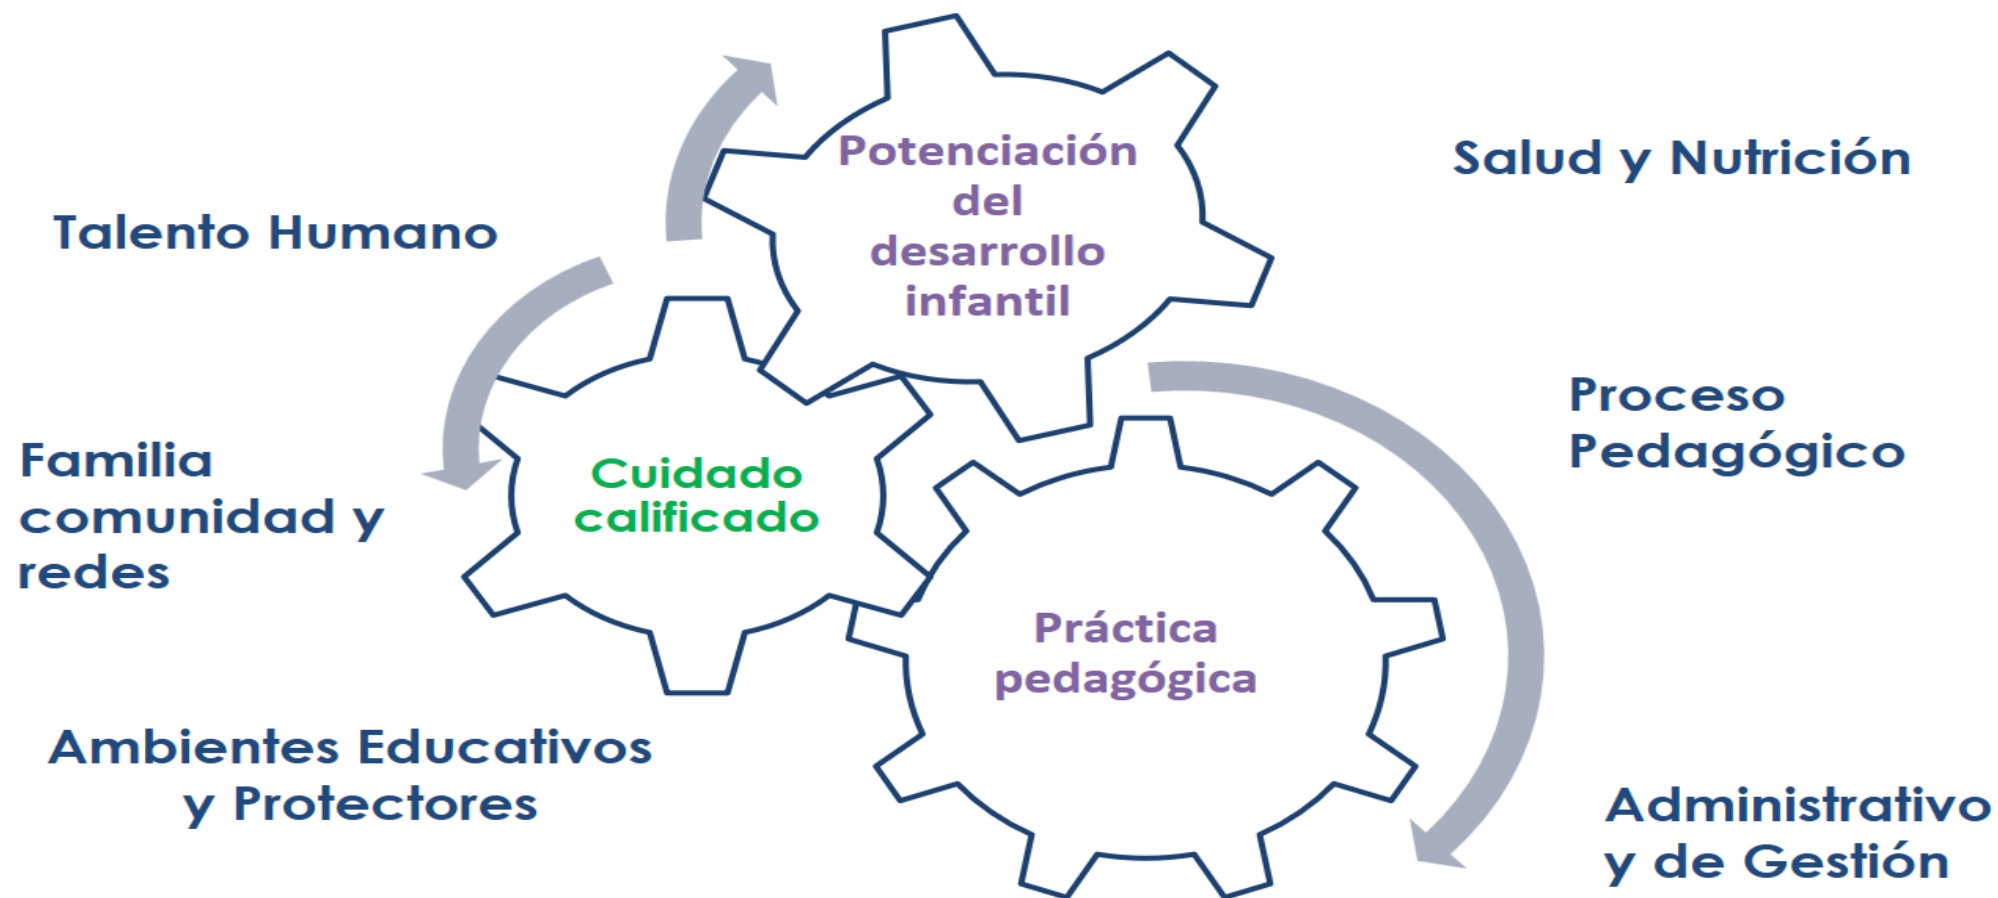 Potenciación
del
desarrollo
infantil
Salud y Nutrición
Talento Humano
Proceso
Pedagógico
Familia
comunidad y
redes
Cuidado
calificado
Práctica
pedagógica
Ambientes Educativos
y Protectores
Administrativo
y de Gestión